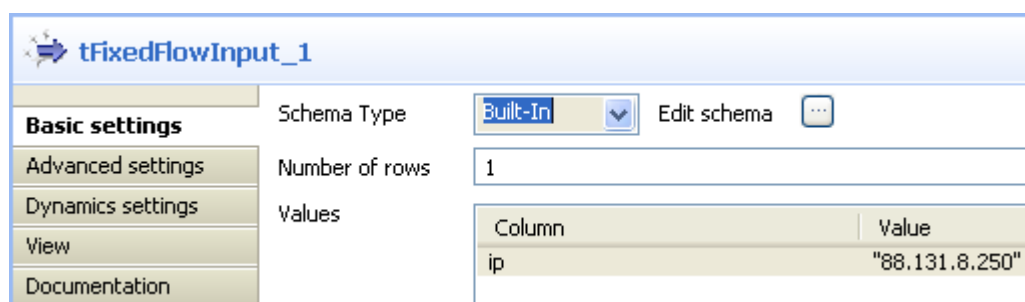 tFixedFlowInput_1
Basic settings
Schema Type Built-In Edit schema ...
Advanced settings
Number of rows 1
Dynamics settings
Values
Column Value
View
ip "88.131.8.250"
Documentation